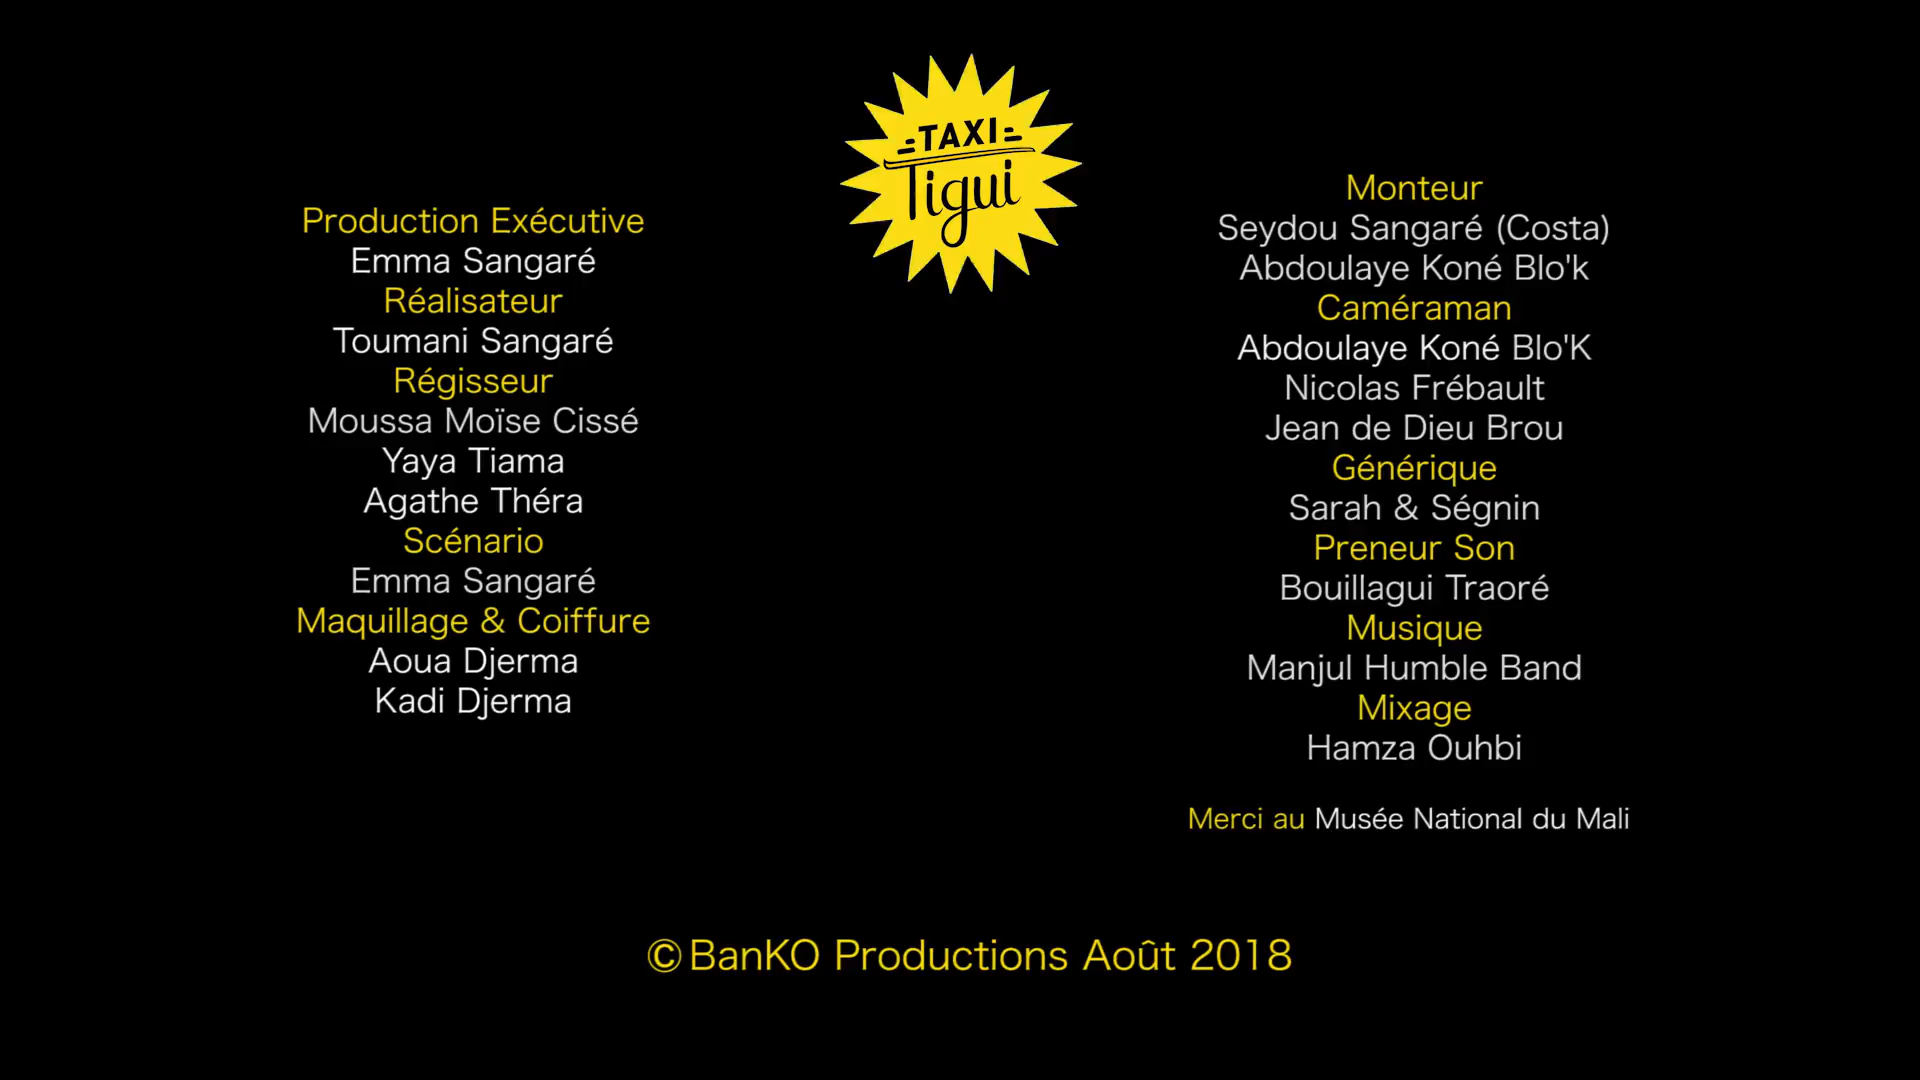 TAXI
Tigui
Production Exécutive
Emma Sangaré
Réalisateur
Toumani Sangaré
Régisseur
Moussa Moïse Cissé
Yaya Tiama
Agathe Théra
Scénario
Emma Sangaré
Maquillage & Coiffure
Aoua Djerma
Kadi Djerma
Monteur
Seydou Sangaré (Costa)
Abdoulaye Koné Blo'k
Caméraman
Abdoulaye Koné Blo'K
Nicolas Frébault
Jean de Dieu Brou
Générique
Sarah & Ségnin
Preneur Son
Bouillagui Traoré
Musique
Manjul Humble Band
Mixage
Hamza Ouhbi
Merci au Musée National du Mali
© BanKO Productions Août 2018